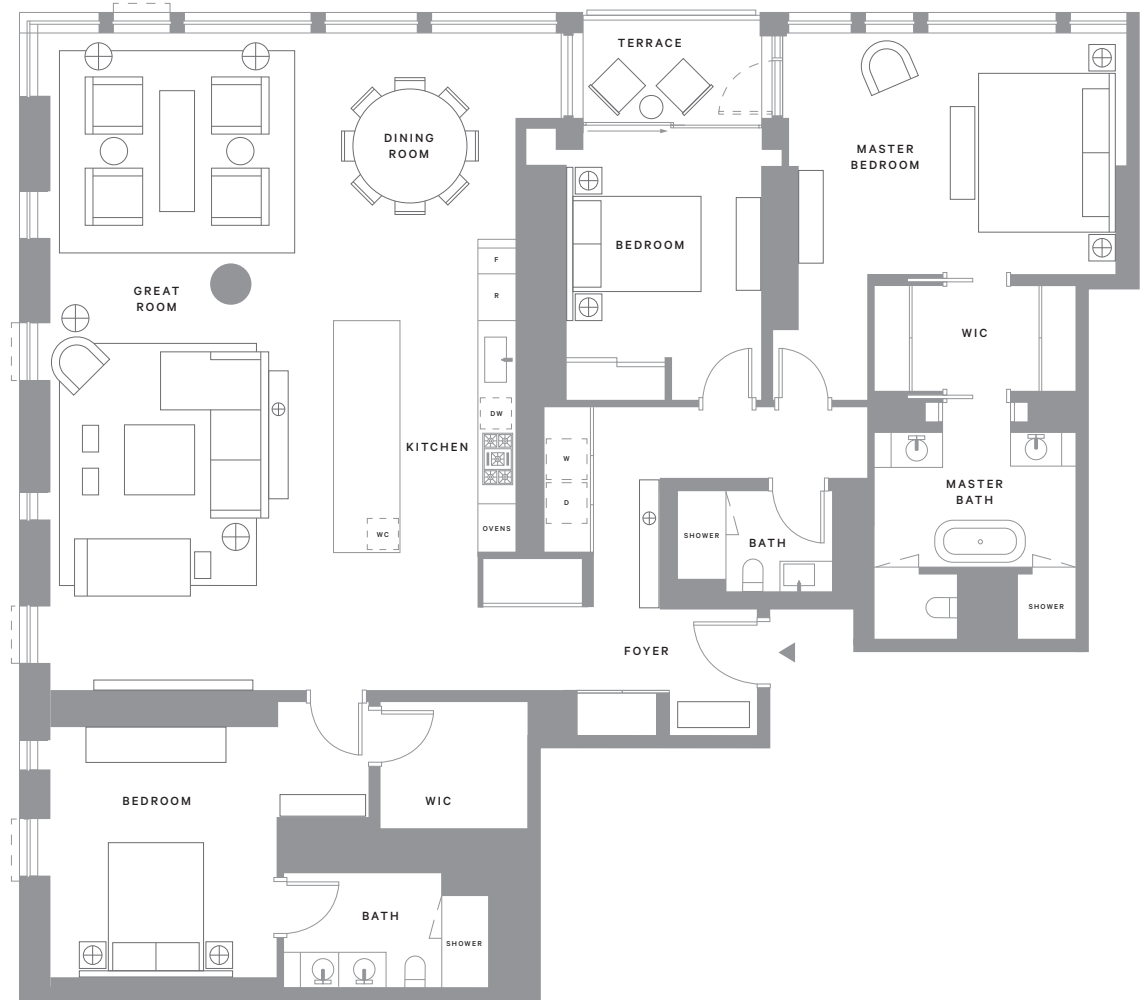 TERRACE
DINING
ROOM
MASTER
BEDROOM
BEDROOM
F
GREAT
ROOM
R
WIC
DW
KITCHEN
W
MASTER
BATH
D
OVENS
WC
SHOWER
BATH
SHOWER
FOYER
BEDROOM
WIC
BATH
SHOWER